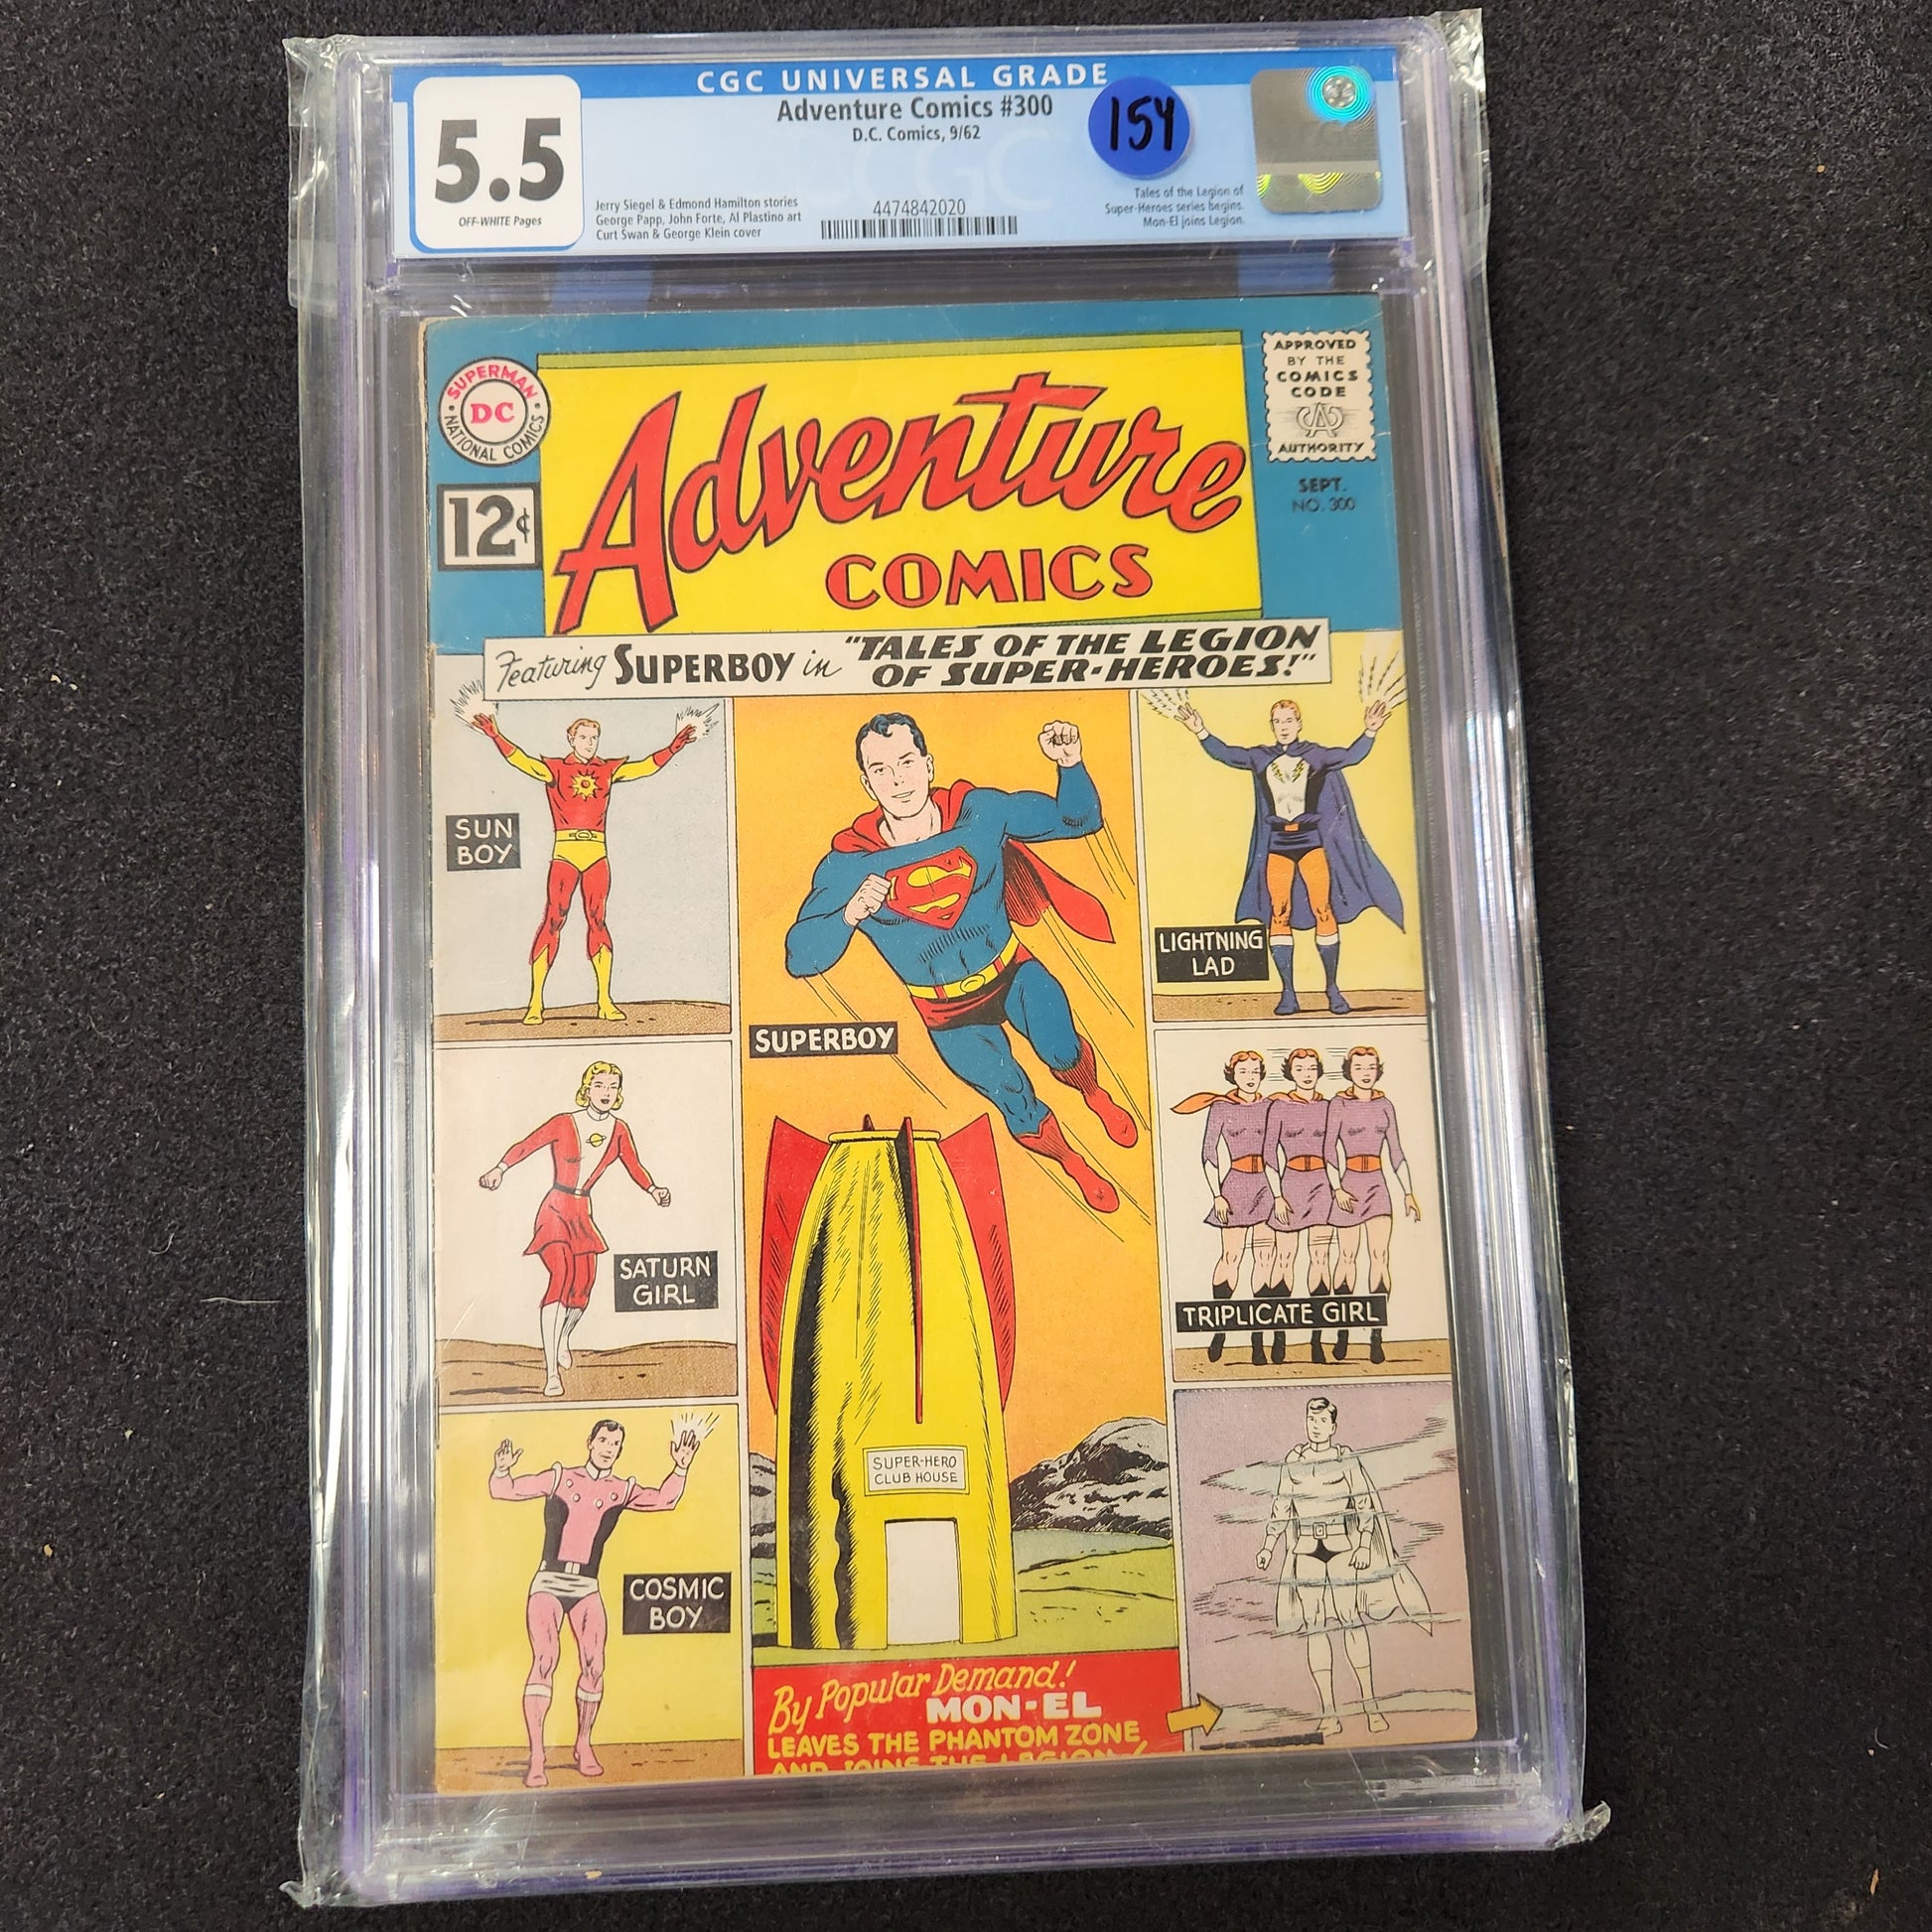 CGC UNIVERSAL GRADE
Adventure Comics #300
D.C. Comics, 9/62
154
5.5
OFF-WHITE Pages
Jerry Siegel & Edmond Hamilton stories
George Papp, John Forte, Al Plastino art
Curt Swan & George Klein cover
4474842020
Tales of the Legion of
Super-Heroes series begins.
Mon-El joins Legion.
SUPERMAN
DC
NATIONAL COMICS
12¢
Adventure
COMICS
APPROVED
BY THE
COMICS
CODE
AUTHORITY
SEPT.
NO. 300
Featuring SUPERBOY in "TALES OF THE LEGION
OF SUPER-HEROES!"
SUN
BOY
SUPERBOY
LIGHTNING
LAD
SATURN
GIRL
TRIPLICATE GIRL
COSMIC
BOY
SUPER-HERO
CLUB HOUSE
By Popular Demand!
MON-EL
LEAVES THE PHANTOM ZONE
AND JOINS THE LEGION!